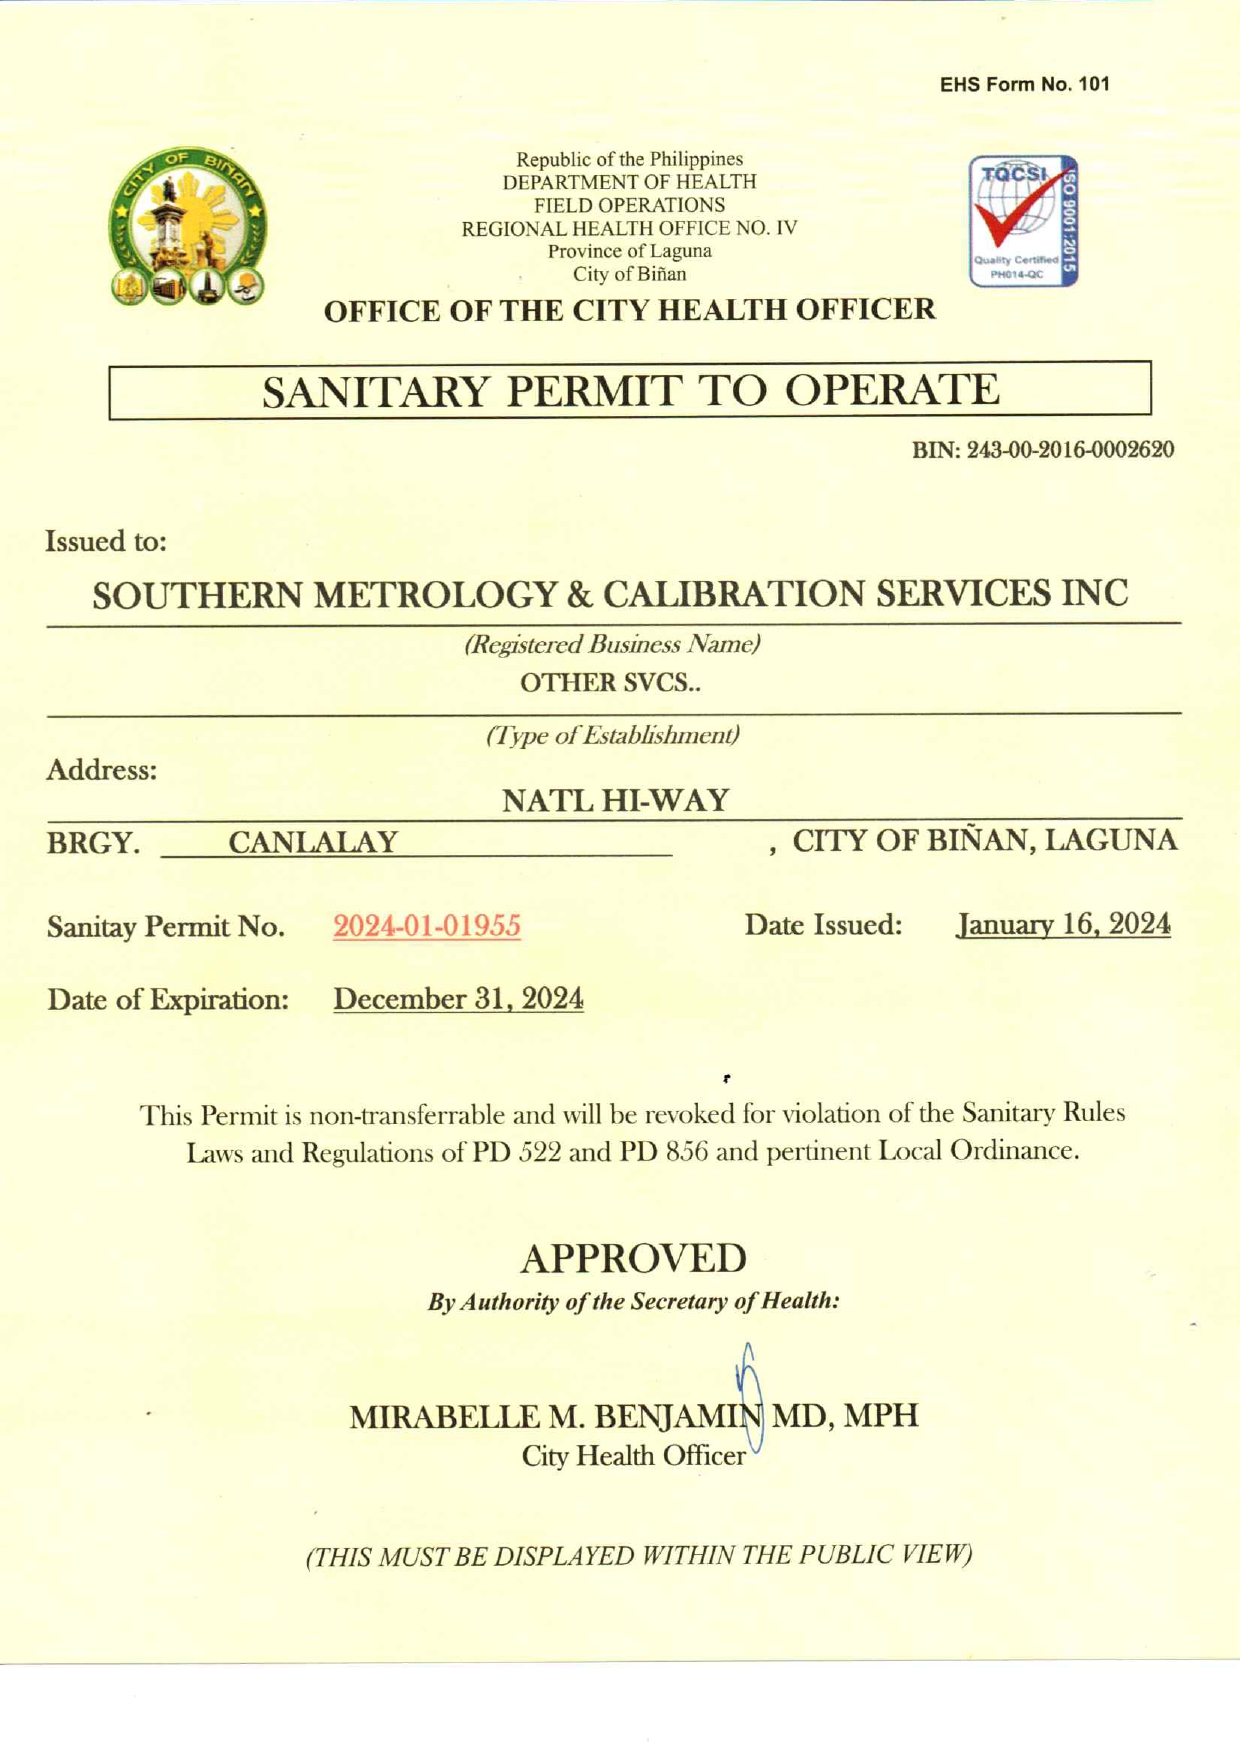 EHS Form No. 101
CITY OF BIÑAN
Republic of the Philippines
DEPARTMENT OF HEALTH
FIELD OPERATIONS
REGIONAL HEALTH OFFICE NO. IV
Province of Laguna
City of Biñan
OFFICE OF THE CITY HEALTH OFFICER
TQCSI
ISO 9001:2015
Quality Certified
PH014-QC
SANITARY PERMIT TO OPERATE
BIN: 243-00-2016-0002620
Issued to:
SOUTHERN METROLOGY & CALIBRATION SERVICES INC
(Registered Business Name)
OTHER SVCS..
(Type of Establishment)
Address:
NATL HI-WAY
BRGY. CANLALAY , CITY OF BIÑAN, LAGUNA
Sanitay Permit No. 2024-01-01955 Date Issued: January 16, 2024
Date of Expiration: December 31, 2024
This Permit is non-transferrable and will be revoked for violation of the Sanitary Rules
Laws and Regulations of PD 522 and PD 856 and pertinent Local Ordinance.
APPROVED
By Authority of the Secretary of Health:
MIRABELLE M. BENJAMIN MD, MPH
City Health Officer
(THIS MUST BE DISPLAYED WITHIN THE PUBLIC VIEW)